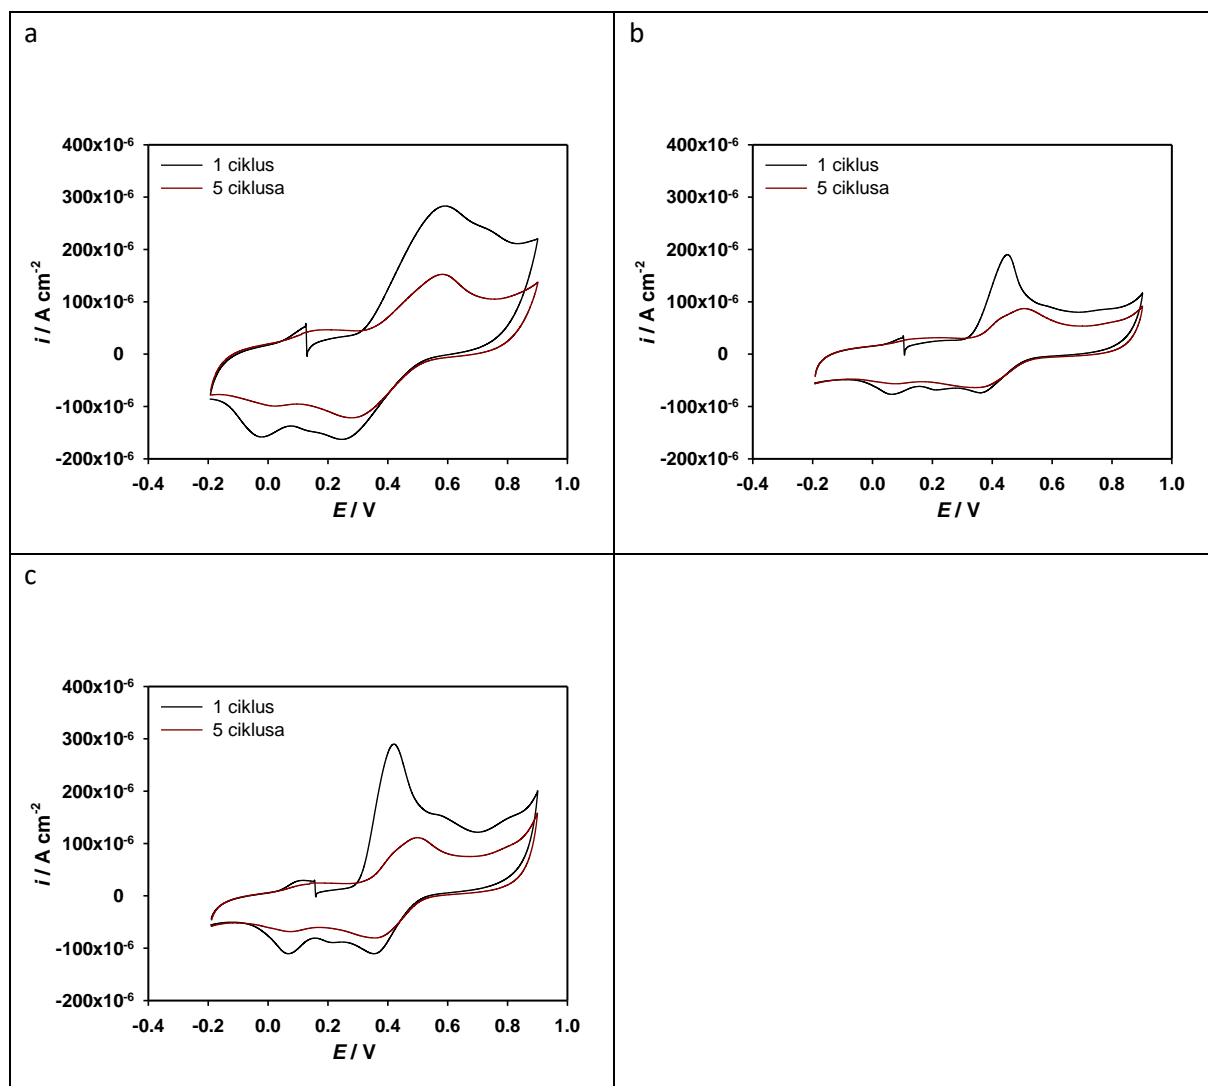 a
400x10-6
300x10-6
200x10-6
100x10-6
0
-100x10-6
-200x10-6
1 ciklus
5 ciklusa
i / A cm-2
-0.4 -0.2 0.0 0.2 0.4 0.6 0.8 1.0
E / V
b
400x10-6
300x10-6
200x10-6
100x10-6
0
-100x10-6
-200x10-6
1 ciklus
5 ciklusa
i / A cm-2
-0.4 -0.2 0.0 0.2 0.4 0.6 0.8 1.0
E / V
c
400x10-6
300x10-6
200x10-6
100x10-6
0
-100x10-6
-200x10-6
1 ciklus
5 ciklusa
i / A cm-2
-0.4 -0.2 0.0 0.2 0.4 0.6 0.8 1.0
E / V